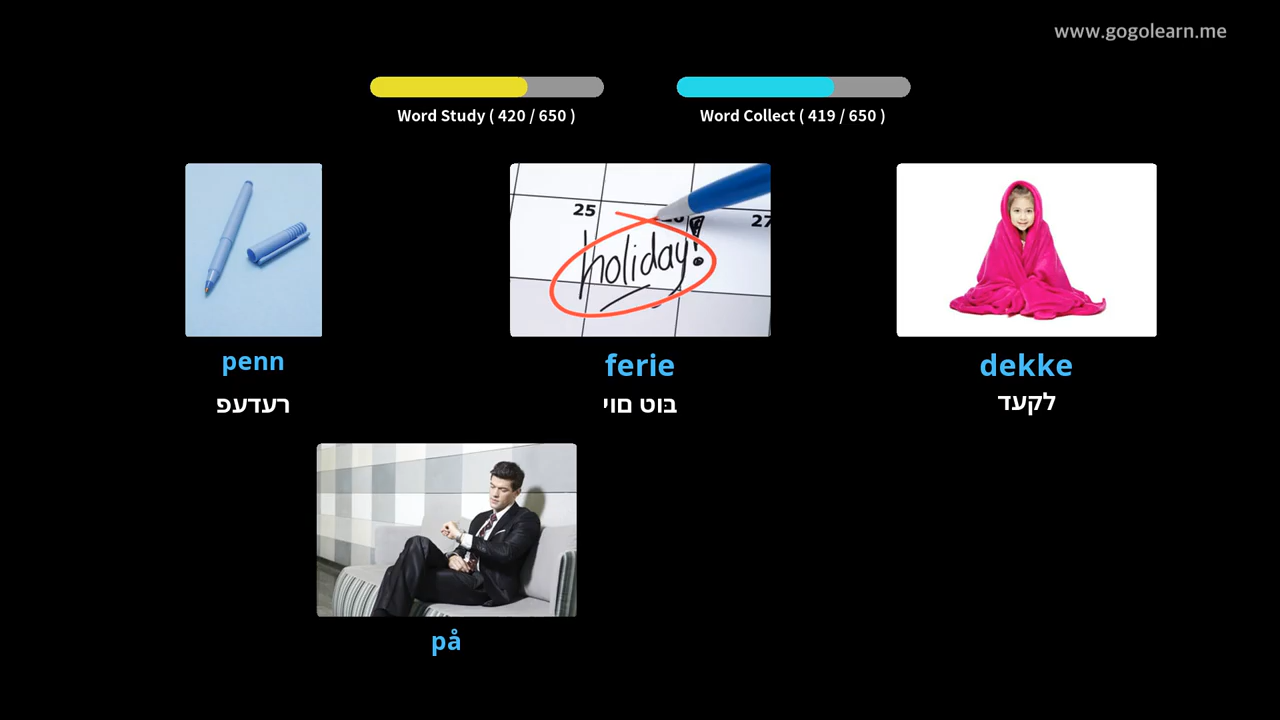 www.gogolearn.me
Word Study ( 420 / 650 )
Word Collect ( 419 / 650 )
penn
ferie
dekke
רעדעפ
בוט םוי
לקעד
25
26
27
holiday!
på